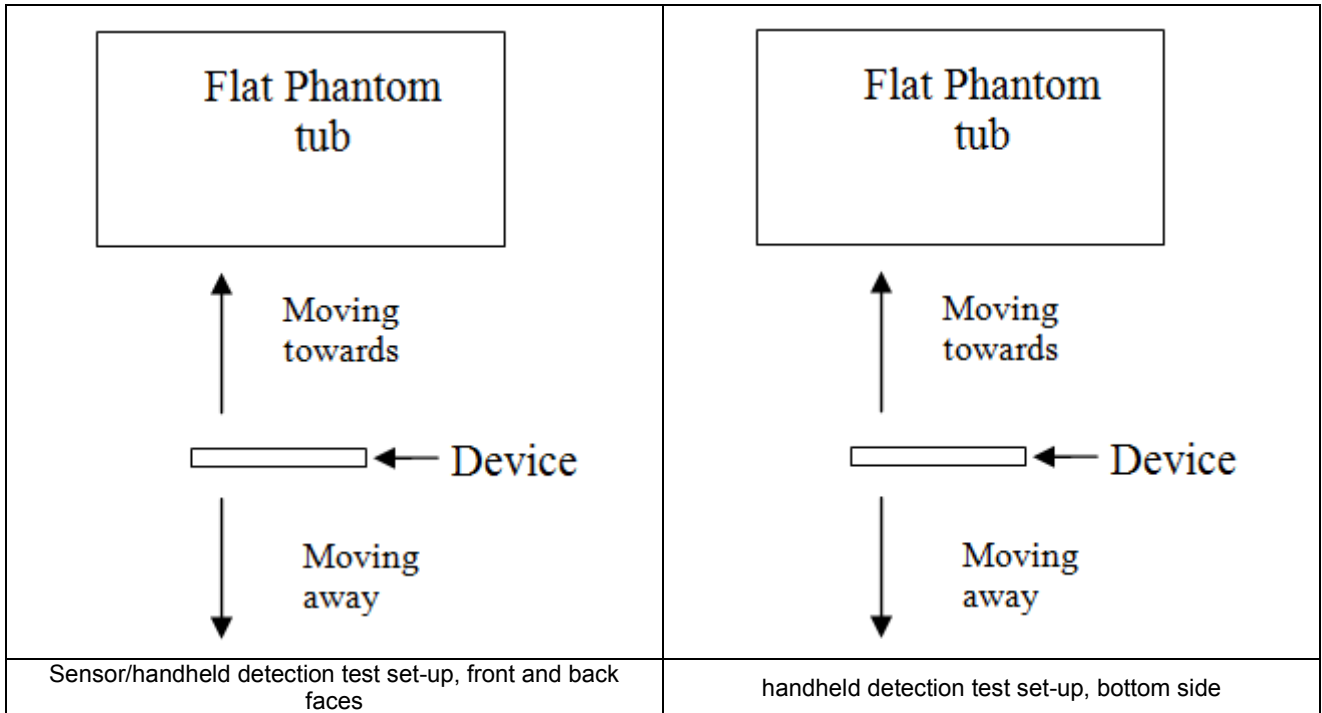 Flat Phantom
tub
Moving
towards
Device
Moving
away
Sensor/handheld detection test set-up, front and back
faces
Flat Phantom
tub
Moving
towards
Device
Moving
away
handheld detection test set-up, bottom side